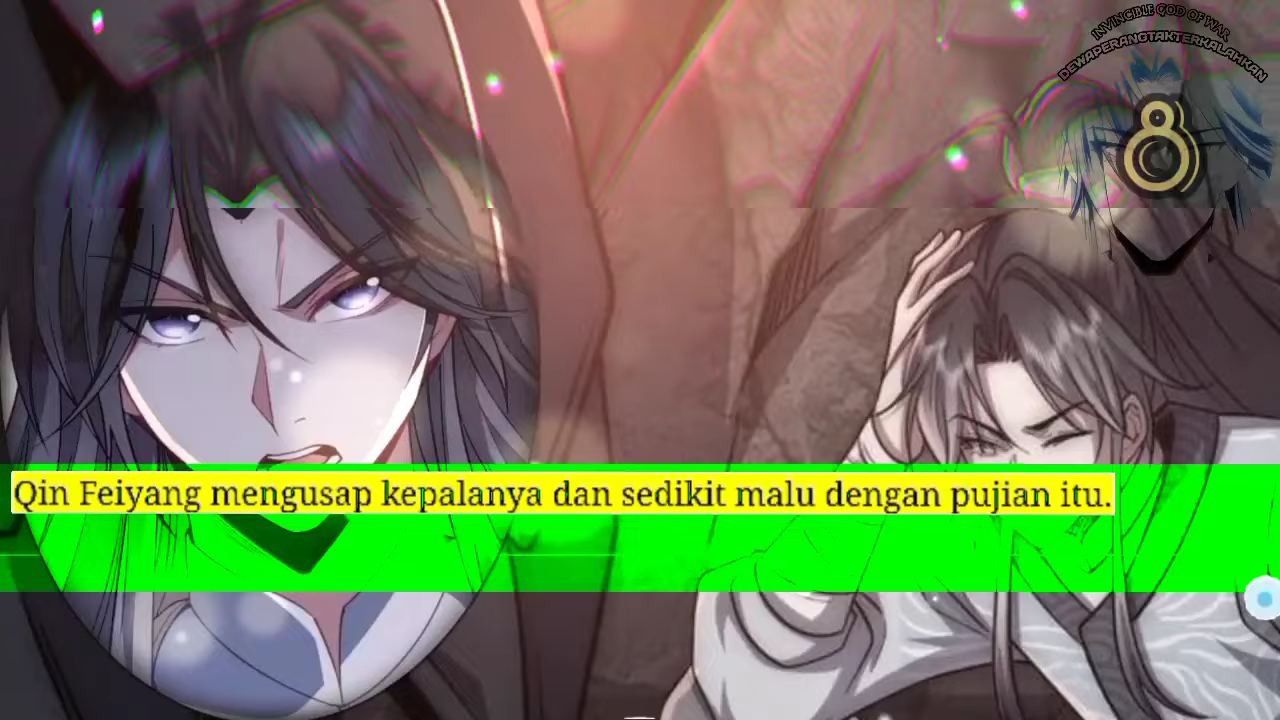 INVINCIBLE GOD OF WAR
DEWAPERANGTAKTERKALAHKAN
8
Qin Feiyang mengusap kepalanya dan sedikit malu dengan pujian itu.